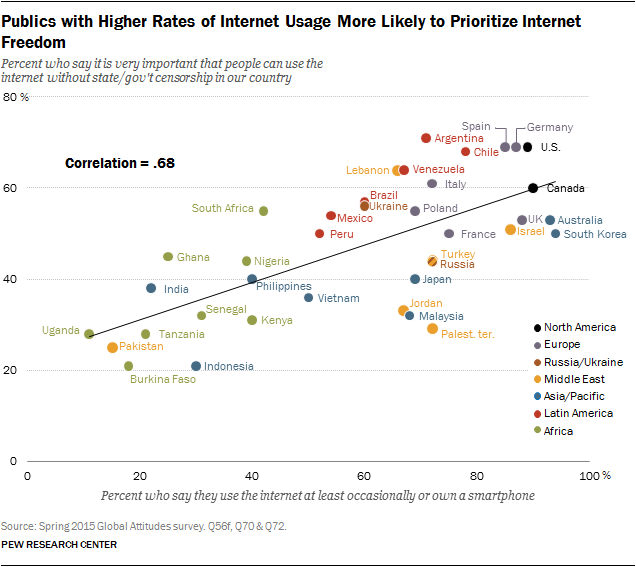 Publics with Higher Rates of Internet Usage More Likely to Prioritize Internet
Freedom
Percent who say it is very important that people can use the
internet without state/gov't censorship in our country
80 %
Spain
Germany
Argentina
U.S.
Chile
Correlation = .68
Lebanon
Venezuela
60
Italy
Canada
Brazil
South Africa
Ukraine
Poland
Mexico
UK
Australia
Peru
France
Israel
South Korea
Ghana
Nigeria
Turkey
Russia
40
India
Philippines
Japan
Vietnam
Senegal
Jordan
Kenya
Malaysia
Uganda
Tanzania
Palest. ter.
Pakistan
20
Indonesia
Burkina Faso
North America
Europe
Russia/Ukraine
Middle East
Asia/Pacific
Latin America
Africa
0
0 20 40 60 80 100 %
Percent who say they use the internet at least occasionally or own a smartphone
Source: Spring 2015 Global Attitudes survey. Q56f, Q70 & Q72.
PEW RESEARCH CENTER